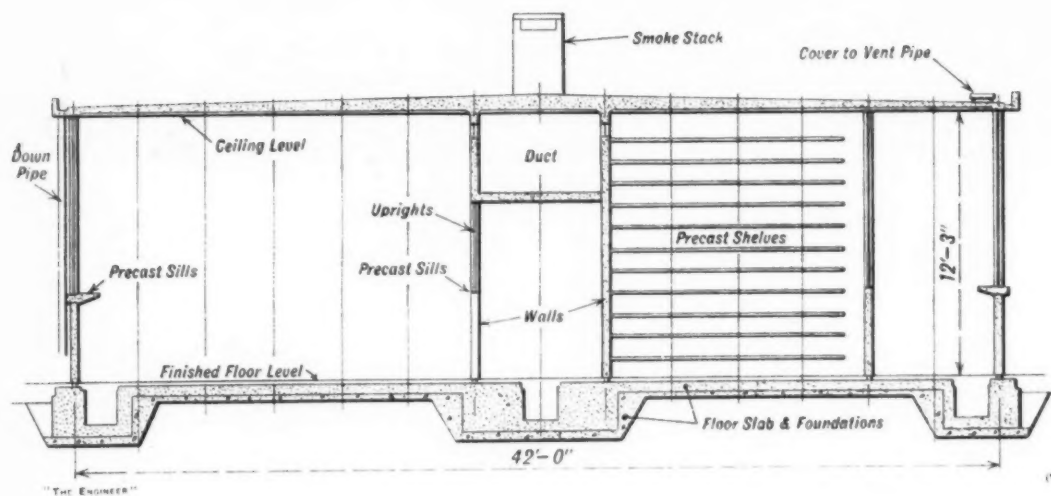 Smoke Stack
Cover to Vent Pipe
Ceiling Level
Down
Pipe
Duct
Uprights
Precast Shelves
12'-3"
Precast Sills
Precast Sills
Walls
Finished Floor Level
Floor Slab & Foundations
42'-0"
"THE ENGINEER"